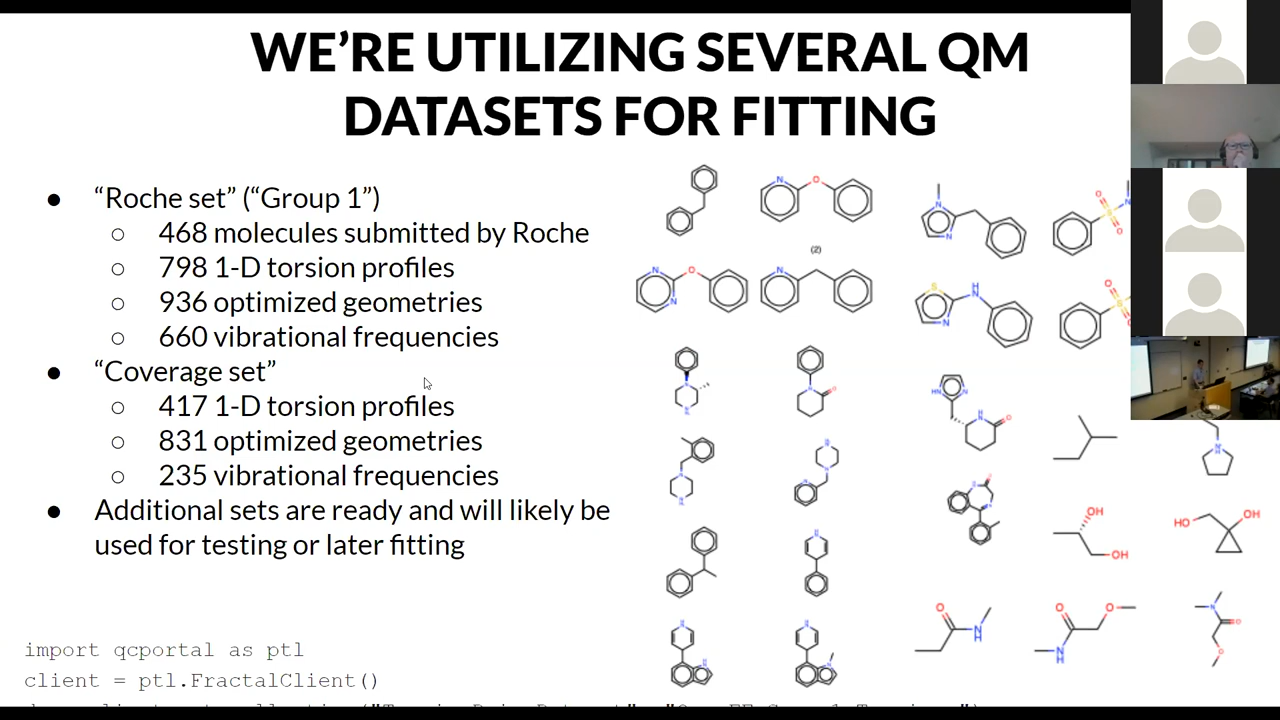 WE’RE UTILIZING SEVERAL QM
DATASETS FOR FITTING
● “Roche set” (“Group 1”)
○ 468 molecules submitted by Roche
○ 798 1-D torsion profiles
○ 936 optimized geometries
○ 660 vibrational frequencies
● “Coverage set”
○ 417 1-D torsion profiles
○ 831 optimized geometries
○ 235 vibrational frequencies
● Additional sets are ready and will likely be
used for testing or later fitting
(2)
import qcportal as ptl
client = ptl.FractalClient()